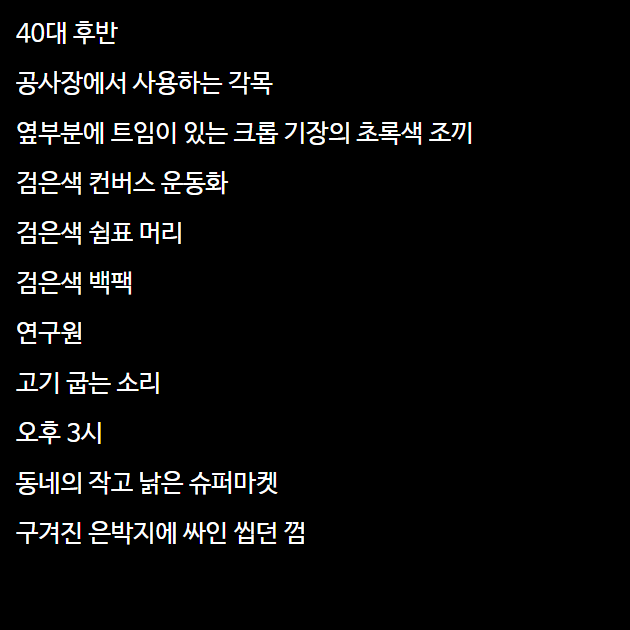 40대 후반
공사장에서 사용하는 각목
옆부분에 트임이 있는 크롭 기장의 초록색 조끼
검은색 컨버스 운동화
검은색 쉼표 머리
검은색 백팩
연구원
고기 굽는 소리
오후 3시
동네의 작고 낡은 슈퍼마켓
구겨진 은박지에 싸인 씹던 껌